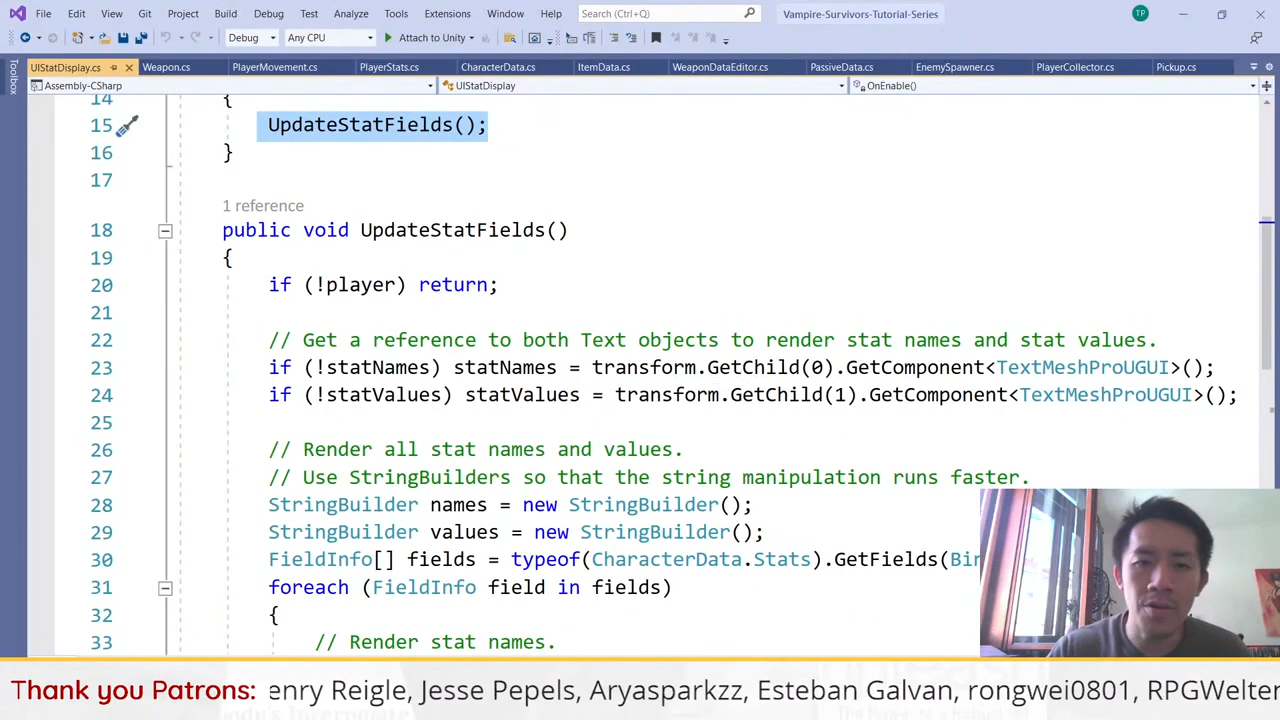 File Edit View Git Project Build Debug Test Analyze Tools Extensions Window Help Search (Ctrl+Q) Vampire-Survivors-Tutorial-Series TP
Debug Any CPU Attach to Unity
Toolbox
UIStatDisplay.cs Weapon.cs PlayerMovement.cs PlayerStats.cs CharacterData.cs ItemData.cs WeaponDataEditor.cs PassiveData.cs EnemySpawner.cs PlayerCollector.cs Pickup.cs
Assembly-CSharp UIStatDisplay OnEnable()
14 {
15 UpdateStatFields();
16 }
17
1 reference
18 public void UpdateStatFields()
19 {
20 if (!player) return;
21
22 // Get a reference to both Text objects to render stat names and stat values.
23 if (!statNames) statNames = transform.GetChild(0).GetComponent<TextMeshProUGUI>();
24 if (!statValues) statValues = transform.GetChild(1).GetComponent<TextMeshProUGUI>();
25
26 // Render all stat names and values.
27 // Use StringBuilders so that the string manipulation runs faster.
28 StringBuilder names = new StringBuilder();
29 StringBuilder values = new StringBuilder();
30 FieldInfo[] fields = typeof(CharacterData.Stats).GetFields(Bin
31 foreach (FieldInfo field in fields)
32 {
33 // Render stat names.
Thank you Patrons: enry Reigle, Jesse Pepels, Aryasparkzz, Esteban Galvan, rongwei0801, RPGWelter